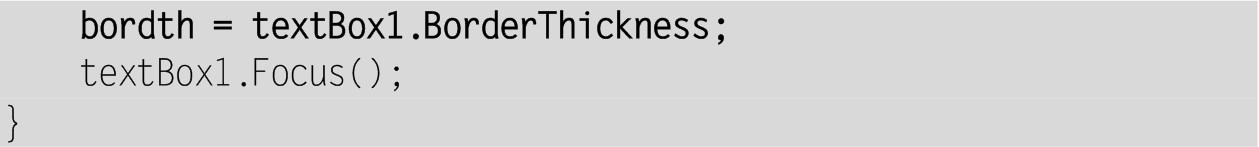 bordth = textBox1.BorderThickness;
textBox1.Focus();
}